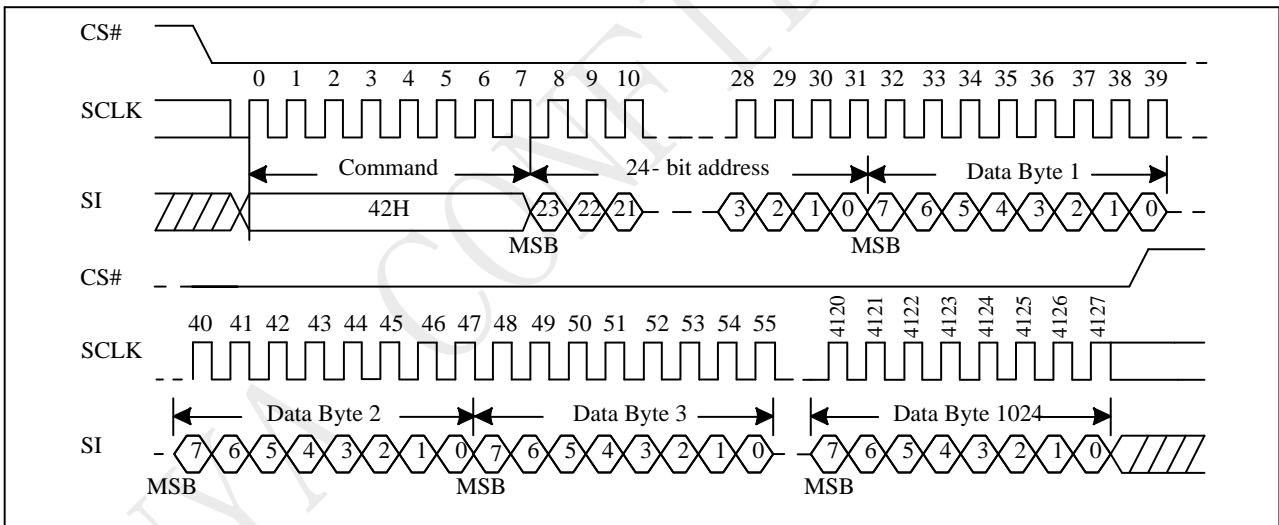 CS#
0 1 2 3 4 5 6 7 8 9 10 28 29 30 31 32 33 34 35 36 37 38 39
SCLK
Command 24- bit address Data Byte 1
SI
42H 23 22 21 3 2 1 0 7 6 5 4 3 2 1 0
MSB MSB
CS#
40 41 42 43 44 45 46 47 48 49 50 51 52 53 54 55 4120 4121 4122 4123 4124 4125 4126 4127
SCLK
Data Byte 2 Data Byte 3 Data Byte 1024
SI
7 6 5 4 3 2 1 0 7 6 5 4 3 2 1 0 7 6 5 4 3 2 1 0
MSB MSB MSB